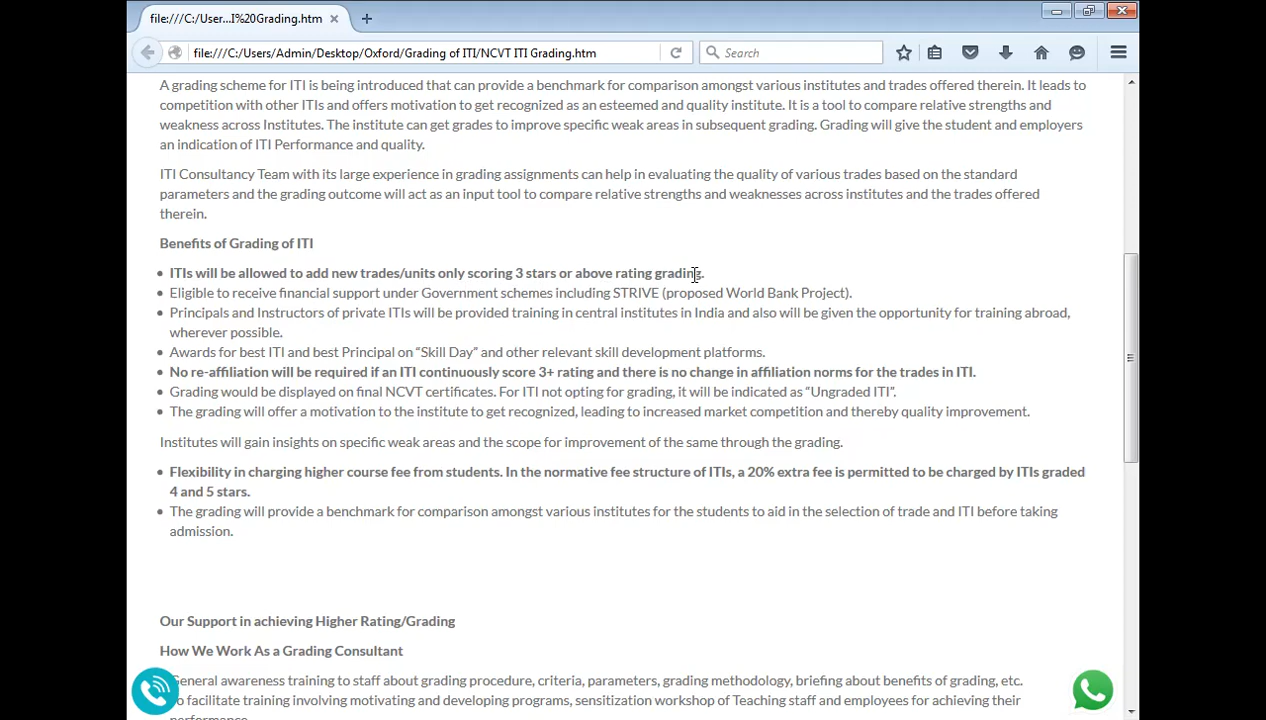 file:///C:/User...I%20Grading.htm
file:///C:/Users/Admin/Desktop/Oxford/Grading of ITI/NCVT ITI Grading.htm
Search
A grading scheme for ITI is being introduced that can provide a benchmark for comparison amongst various institutes and trades offered therein. It leads to
competition with other ITIs and offers motivation to get recognized as an esteemed and quality institute. It is a tool to compare relative strengths and
weakness across Institutes. The institute can get grades to improve specific weak areas in subsequent grading. Grading will give the student and employers
an indication of ITI Performance and quality.
ITI Consultancy Team with its large experience in grading assignments can help in evaluating the quality of various trades based on the standard
parameters and the grading outcome will act as an input tool to compare relative strengths and weaknesses across institutes and the trades offered
therein.
Benefits of Grading of ITI
• ITIs will be allowed to add new trades/units only scoring 3 stars or above rating grading.
• Eligible to receive financial support under Government schemes including STRIVE (proposed World Bank Project).
• Principals and Instructors of private ITIs will be provided training in central institutes in India and also will be given the opportunity for training abroad,
wherever possible.
• Awards for best ITI and best Principal on “Skill Day” and other relevant skill development platforms.
• No re-affiliation will be required if an ITI continuously score 3+ rating and there is no change in affiliation norms for the trades in ITI.
• Grading would be displayed on final NCVT certificates. For ITI not opting for grading, it will be indicated as “Ungraded ITI”.
• The grading will offer a motivation to the institute to get recognized, leading to increased market competition and thereby quality improvement.
Institutes will gain insights on specific weak areas and the scope for improvement of the same through the grading.
• Flexibility in charging higher course fee from students. In the normative fee structure of ITIs, a 20% extra fee is permitted to be charged by ITIs graded
4 and 5 stars.
• The grading will provide a benchmark for comparison amongst various institutes for the students to aid in the selection of trade and ITI before taking
admission.
Our Support in achieving Higher Rating/Grading
How We Work As a Grading Consultant
General awareness training to staff about grading procedure, criteria, parameters, grading methodology, briefing about benefits of grading, etc.
To facilitate training involving motivating and developing programs, sensitization workshop of Teaching staff and employees for achieving their
performance.